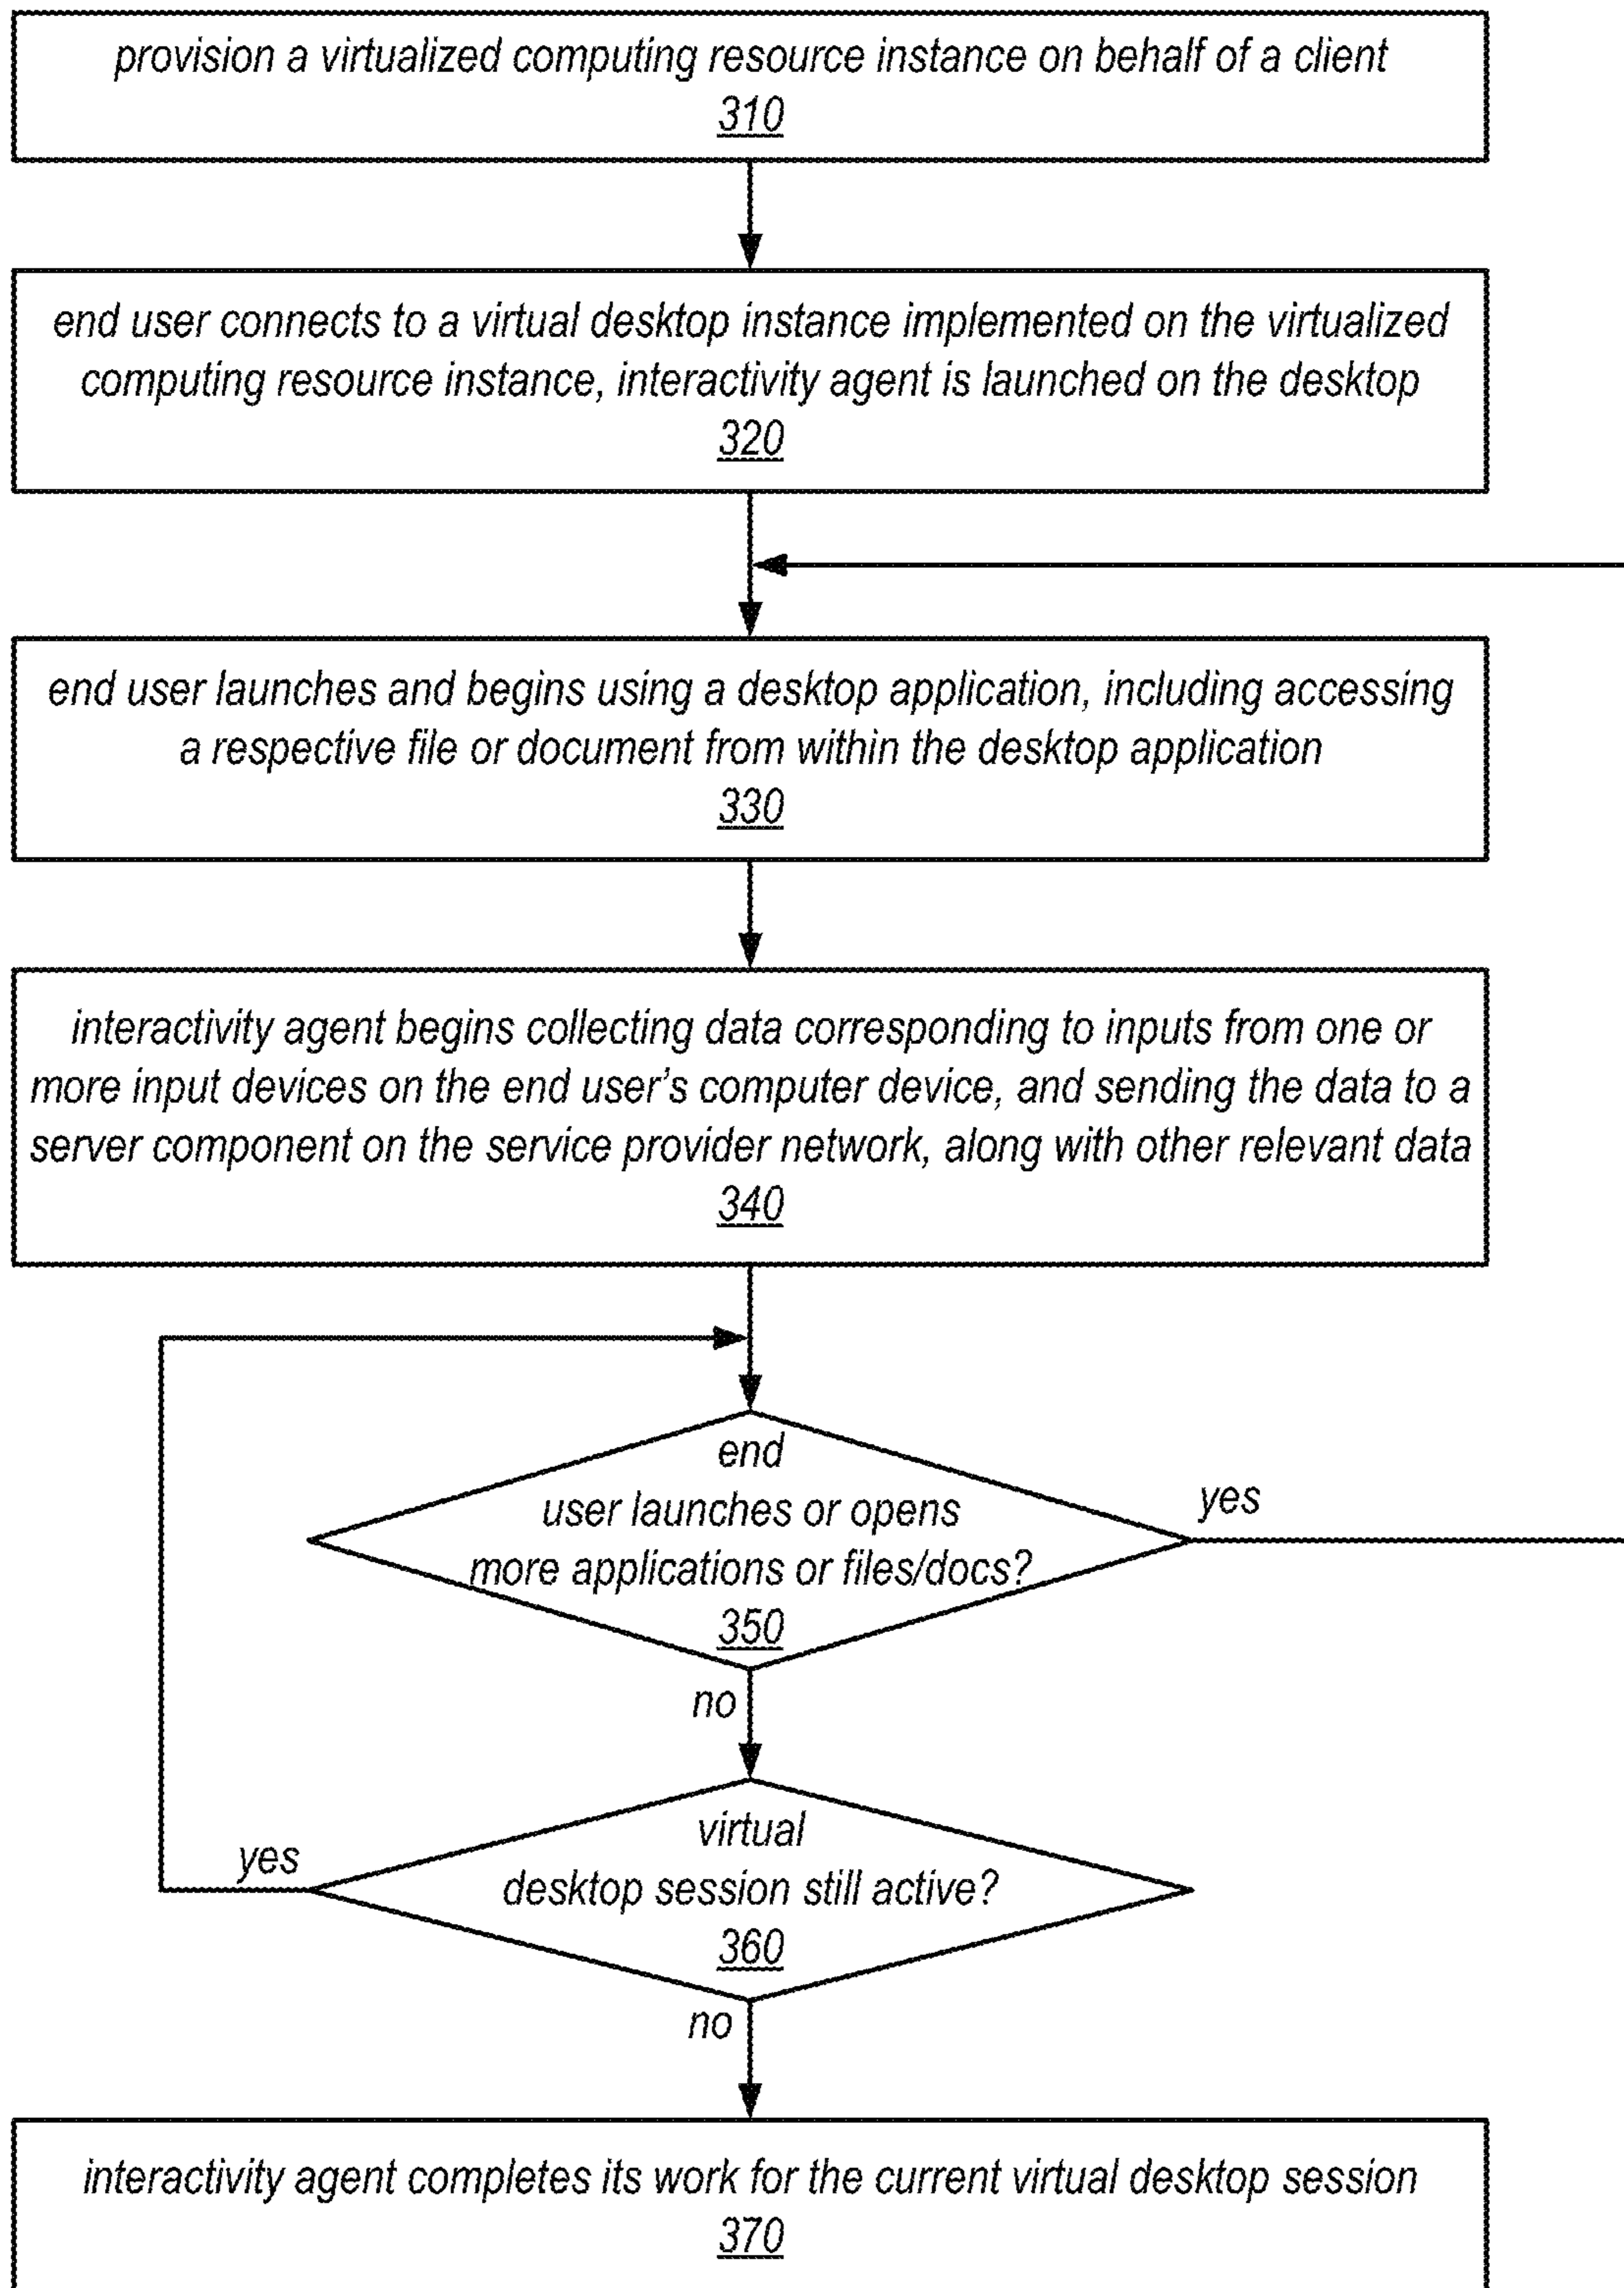 provision a virtualized computing resource instance on behalf of a client
310
end user connects to a virtual desktop instance implemented on the virtualized
computing resource instance, interactivity agent is launched on the desktop
320
end user launches and begins using a desktop application, including accessing
a respective file or document from within the desktop application
330
interactivity agent begins collecting data corresponding to inputs from one or
more input devices on the end user's computer device, and sending the data to a
server component on the service provider network, along with other relevant data
340
end
user launches or opens
more applications or files/docs?
350
yes
no
virtual
desktop session still active?
360
yes
no
interactivity agent completes its work for the current virtual desktop session
370